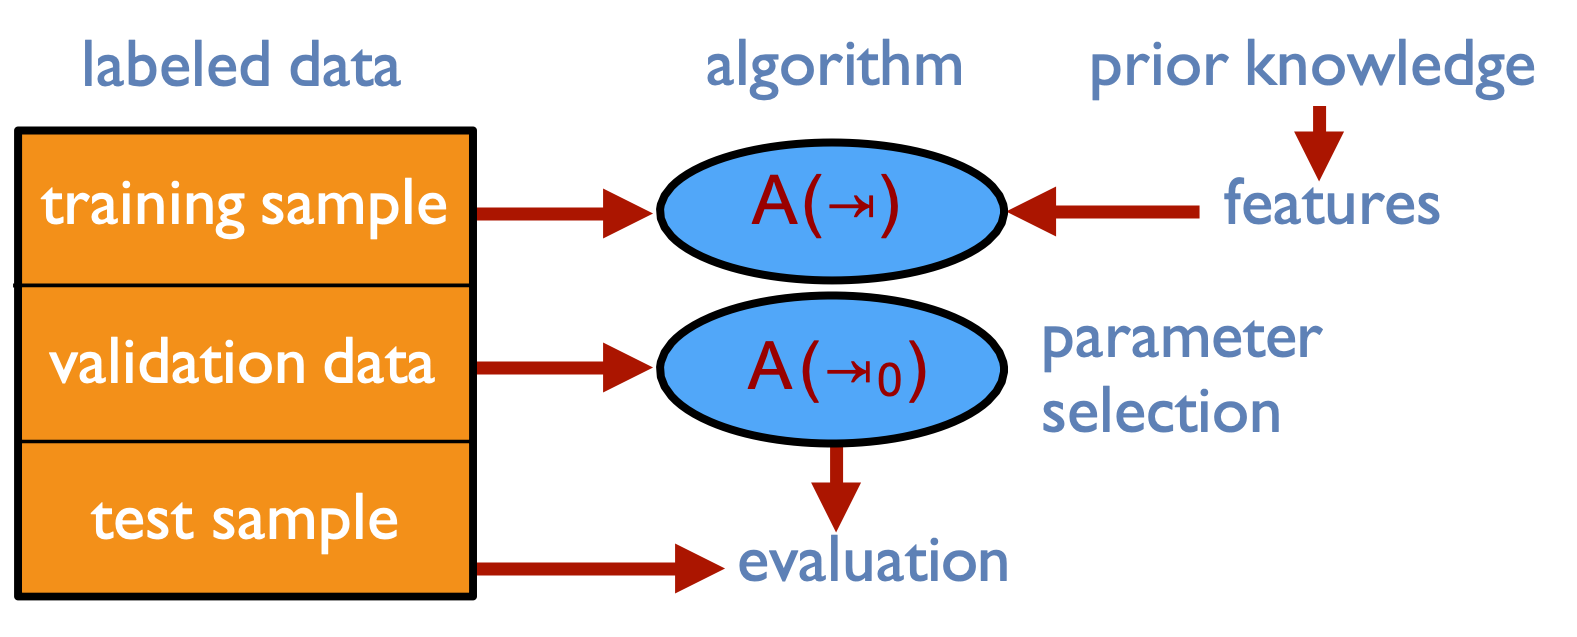 labeled data
algorithm
prior knowledge
training sample
A(⇥)
features
validation data
A(⇥₀)
parameter
selection
test sample
evaluation